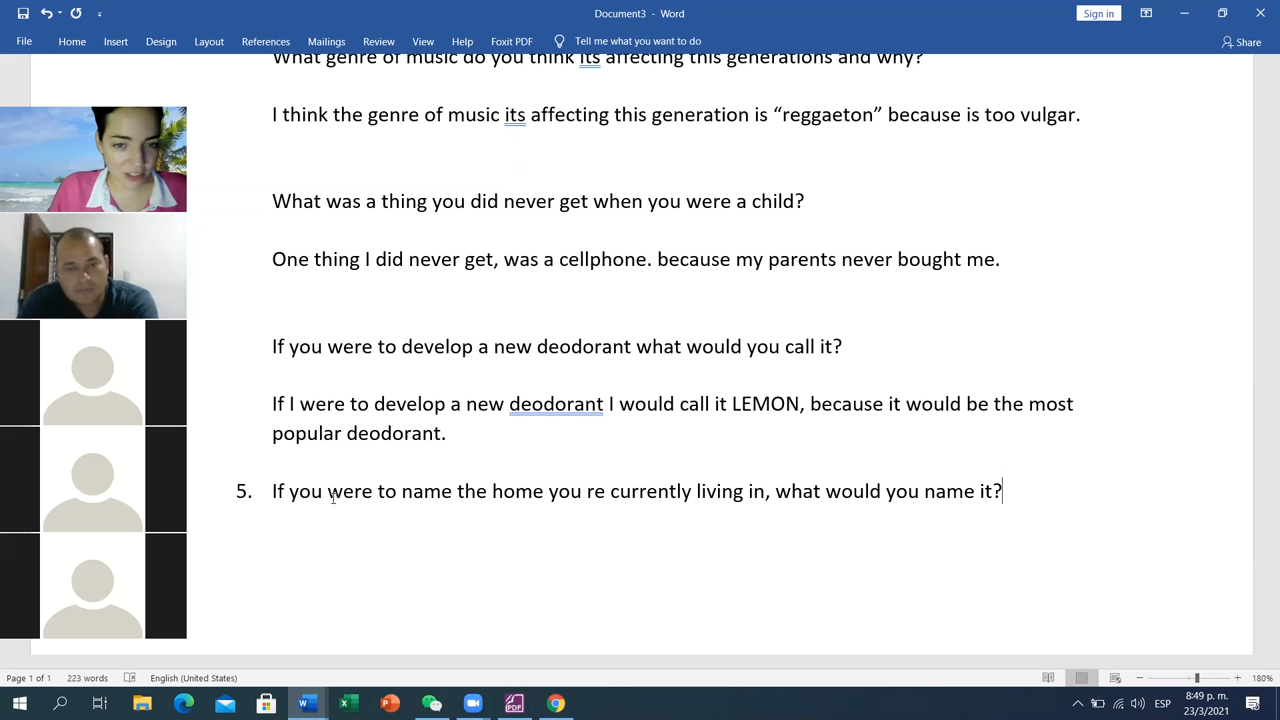 Document3 - Word
Sign in
File Home Insert Design Layout References Mailings Review View Help Foxit PDF Tell me what you want to do Share
What genre of music do you think its affecting this generations and why?
I think the genre of music its affecting this generation is “reggaeton” because is too vulgar.
What was a thing you did never get when you were a child?
One thing I did never get, was a cellphone. because my parents never bought me.
If you were to develop a new deodorant what would you call it?
If I were to develop a new deodorant I would call it LEMON, because it would be the most
popular deodorant.
5. If you were to name the home you re currently living in, what would you name it?
Page 1 of 1 223 words English (United States) 180%
8:49 p. m.
ESP
23/3/2021